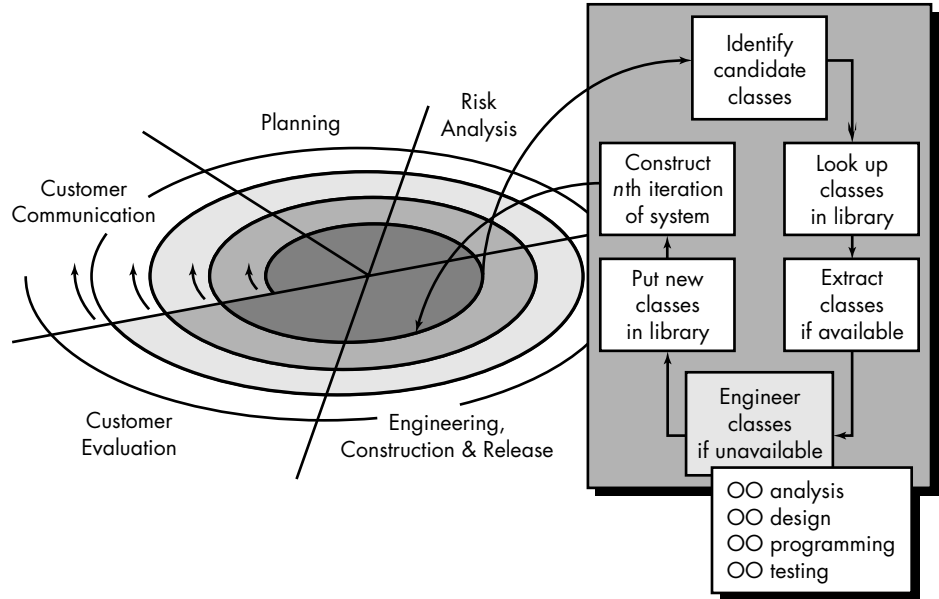 Planning
Risk
Analysis
Customer
Communication
Customer
Evaluation
Engineering,
Construction & Release
Identify
candidate
classes
Look up
classes
in library
Extract
classes
if available
Engineer
classes
if unavailable
Put new
classes
in library
Construct
nth iteration
of system
OO analysis
OO design
OO programming
OO testing